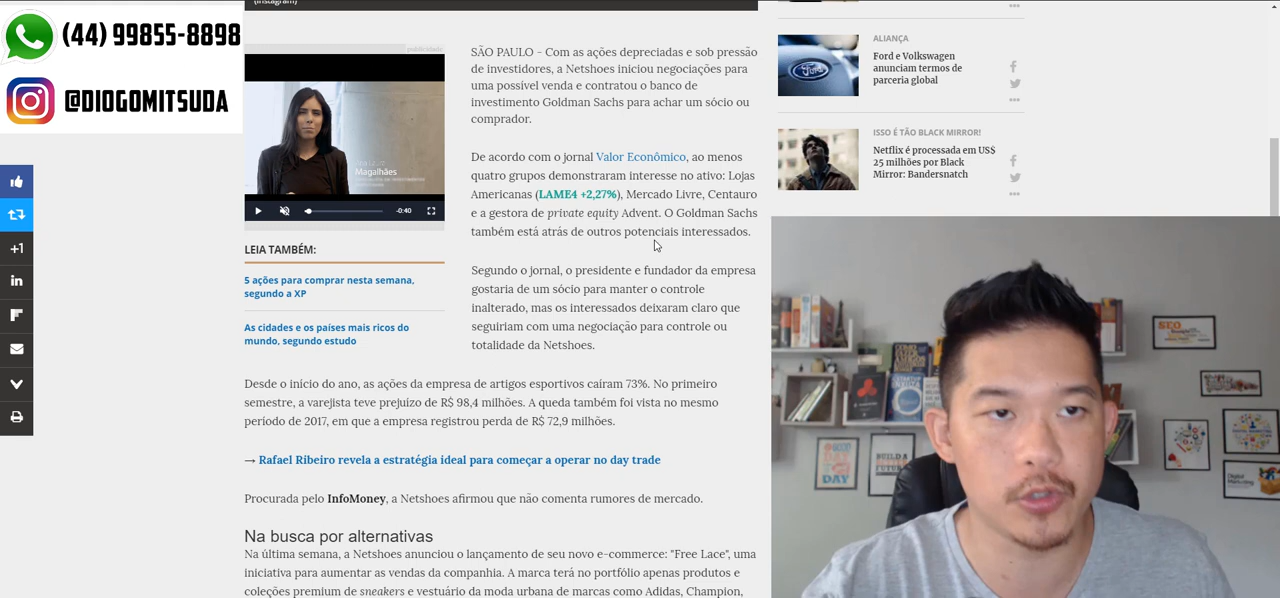 (Instagram)
(44) 99855-8898
@DIOGOMITSUDA
publicidade
Magalhães
-0:40
LEIA TAMBÉM:
5 ações para comprar nesta semana,
segundo a XP
As cidades e os países mais ricos do
mundo, segundo estudo
+1
in
SÃO PAULO - Com as ações depreciadas e sob pressão
de investidores, a Netshoes iniciou negociações para
uma possível venda e contratou o banco de
investimento Goldman Sachs para achar um sócio ou
comprador.
De acordo com o jornal Valor Econômico, ao menos
quatro grupos demonstraram interesse no ativo: Lojas
Americanas (LAME4 +2,27%), Mercado Livre, Centauro
e a gestora de private equity Advent. O Goldman Sachs
também está atrás de outros potenciais interessados.
Segundo o jornal, o presidente e fundador da empresa
gostaria de um sócio para manter o controle
inalterado, mas os interessados deixaram claro que
seguiriam com uma negociação para controle ou
totalidade da Netshoes.
Desde o início do ano, as ações da empresa de artigos esportivos caíram 73%. No primeiro
semestre, a varejista teve prejuízo de R$ 98,4 milhões. A queda também foi vista no mesmo
período de 2017, em que a empresa registrou perda de R$ 72,9 milhões.
→ Rafael Ribeiro revela a estratégia ideal para começar a operar no day trade
Procurada pelo InfoMoney, a Netshoes afirmou que não comenta rumores de mercado.
Na busca por alternativas
Na última semana, a Netshoes anunciou o lançamento de seu novo e-commerce: "Free Lace", uma
iniciativa para aumentar as vendas da companhia. A marca terá no portfólio apenas produtos e
coleções premium de sneakers e vestuário da moda urbana de marcas como Adidas, Champion,
ALIANÇA
Ford e Volkswagen
anunciam termos de
parceria global
Ford
ISSO É TÃO BLACK MIRROR!
Netflix é processada em US$
25 milhões por Black
Mirror: Bandersnatch
SEO